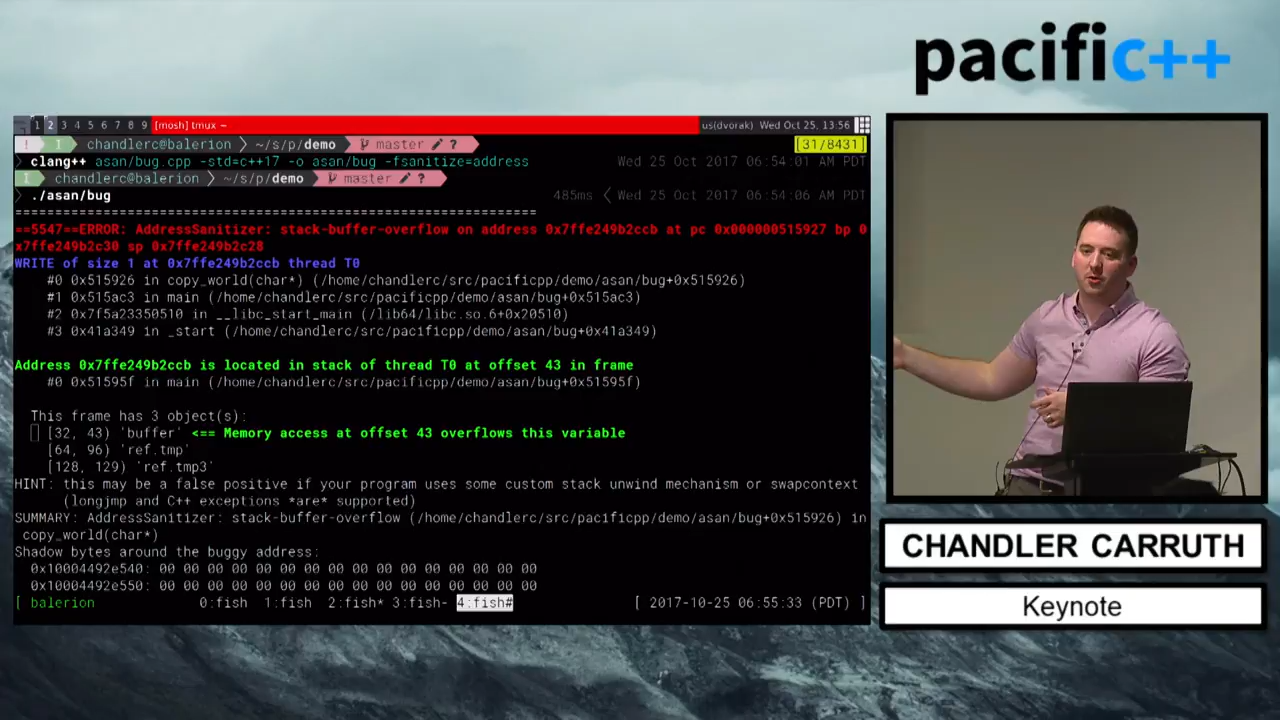 pacific++
1 2 3 4 5 6 7 8 9 [mosh] tmux ~ us(dvorak) Wed Oct 25, 13:56
! I chandlerc@balerion ~/s/p/demo master ? [31/8431]
clang++ asan/bug.cpp -std=c++17 -o asan/bug -fsanitize=address Wed 25 Oct 2017 06:54:01 AM PDT
I chandlerc@balerion ~/s/p/demo master ?
./asan/bug 485ms Wed 25 Oct 2017 06:54:06 AM PDT
=================================================================
==5547==ERROR: AddressSanitizer: stack-buffer-overflow on address 0x7ffe249b2ccb at pc 0x000000515927 bp 0
x7ffe249b2c30 sp 0x7ffe249b2c28
WRITE of size 1 at 0x7ffe249b2ccb thread T0
#0 0x515926 in copy_world(char*) (/home/chandlerc/src/pacificpp/demo/asan/bug+0x515926)
#1 0x515ac3 in main (/home/chandlerc/src/pacificpp/demo/asan/bug+0x515ac3)
#2 0x7f5a23350510 in __libc_start_main (/lib64/libc.so.6+0x20510)
#3 0x41a349 in _start (/home/chandlerc/src/pacificpp/demo/asan/bug+0x41a349)
Address 0x7ffe249b2ccb is located in stack of thread T0 at offset 43 in frame
#0 0x51595f in main (/home/chandlerc/src/pacificpp/demo/asan/bug+0x51595f)
This frame has 3 object(s):
[32, 43) 'buffer' <== Memory access at offset 43 overflows this variable
[64, 96) 'ref.tmp'
[128, 129) 'ref.tmp3'
HINT: this may be a false positive if your program uses some custom stack unwind mechanism or swapcontext
(longjmp and C++ exceptions *are* supported)
SUMMARY: AddressSanitizer: stack-buffer-overflow (/home/chandlerc/src/pacificpp/demo/asan/bug+0x515926) in
copy_world(char*)
Shadow bytes around the buggy address:
0x10004492e540: 00 00 00 00 00 00 00 00 00 00 00 00 00 00 00 00
0x10004492e550: 00 00 00 00 00 00 00 00 00 00 00 00 00 00 00 00
[ balerion 0:fish 1:fish 2:fish* 3:fish- 4:fish# [ 2017-10-25 06:55:33 (PDT) ]
CHANDLER CARRUTH
Keynote